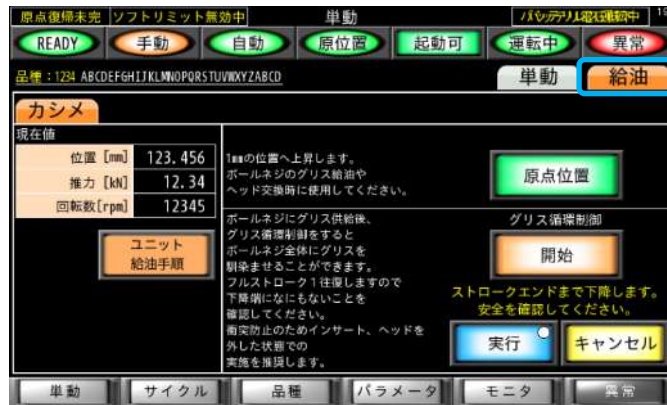 原点復帰未完 ソフトリミット無効中 単動
READY 手動 自動 原位置 起動可 運転中 異常
品種:1234 ABCDEFGHIJKLMNOPQRSTUVWXYZABCD
単動 給油
カシメ
現在値
位置 [mm] 123.456
推力 [kN] 12.34
回転数[rpm] 12345
ユニット
給油手順
1mmの位置へ上昇します。
ボールネジのグリス給油や
ヘッド交換時に使用してください。
原点位置
ボールネジにグリス供給後、
グリス循環制御をすると
ボールネジ全体にグリスを
馴染ませることができます。
フルストローク1往復しますので
下降端になにもないことを
確認してください。
衝突防止のためインサート、ヘッドを
外した状態での
実施を推奨します。
グリス循環制御
開始
ストロークエンドまで下降します。
安全を確認してください。
実行 キャンセル
単動 サイクル 品種 パラメータ モニタ 異常